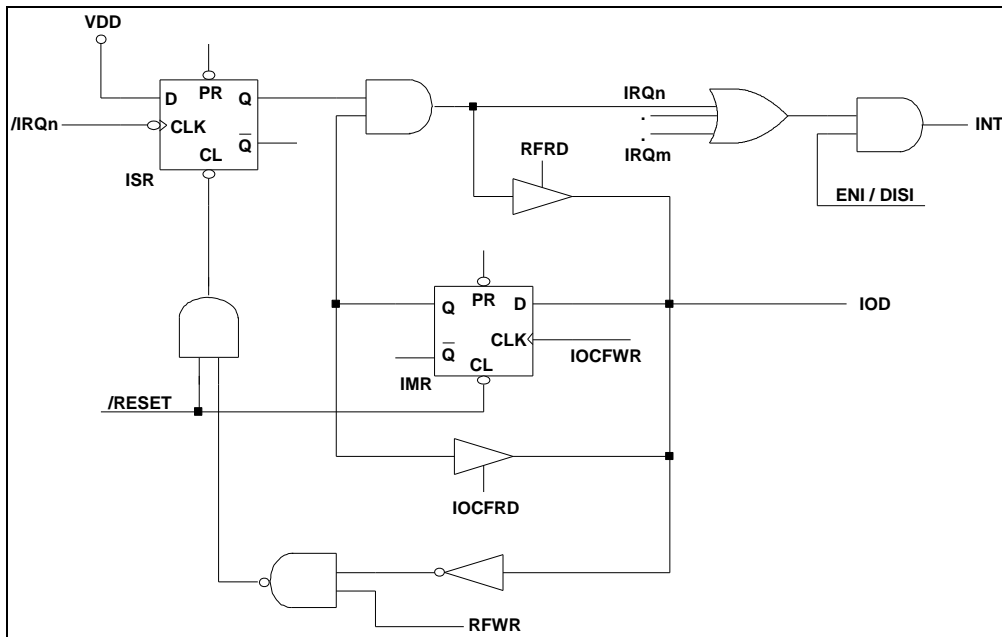 VDD
D
PR
Q
/IRQn
CLK
Q
CL
ISR
IRQn
.
.
IRQm
INT
RFRD
ENI / DISI
Q
PR
D
IOD
CLK
Q
CL
IOCFWR
IMR
/RESET
IOCFRD
RFWR